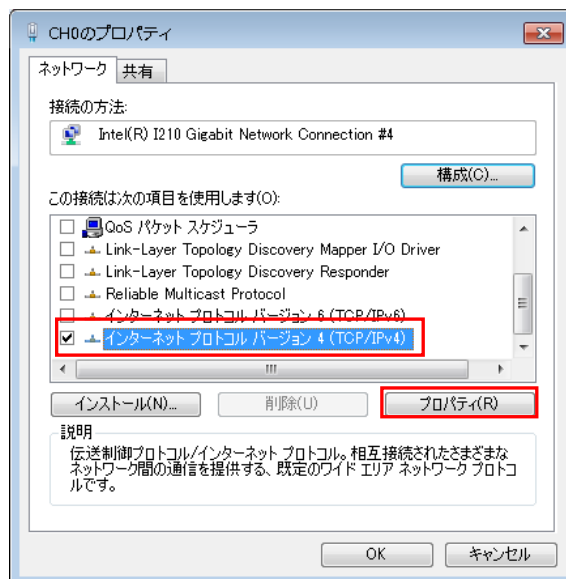 CH0のプロパティ
ネットワーク 共有
接続の方法:
Intel(R) I210 Gigabit Network Connection #4
構成(C)...
この接続は次の項目を使用します(O):
QoS パケット スケジューラ
Link-Layer Topology Discovery Mapper I/O Driver
Link-Layer Topology Discovery Responder
Reliable Multicast Protocol
インターネット プロトコル バージョン 6 (TCP/IPv6)
インターネット プロトコル バージョン 4 (TCP/IPv4)
インストール(N)... 削除(U) プロパティ(R)
説明
伝送制御プロトコル/インターネット プロトコル。相互接続されたさまざまな
ネットワーク間の通信を提供する、既定のワイド エリア ネットワーク プロトコ
ルです。
OK キャンセル